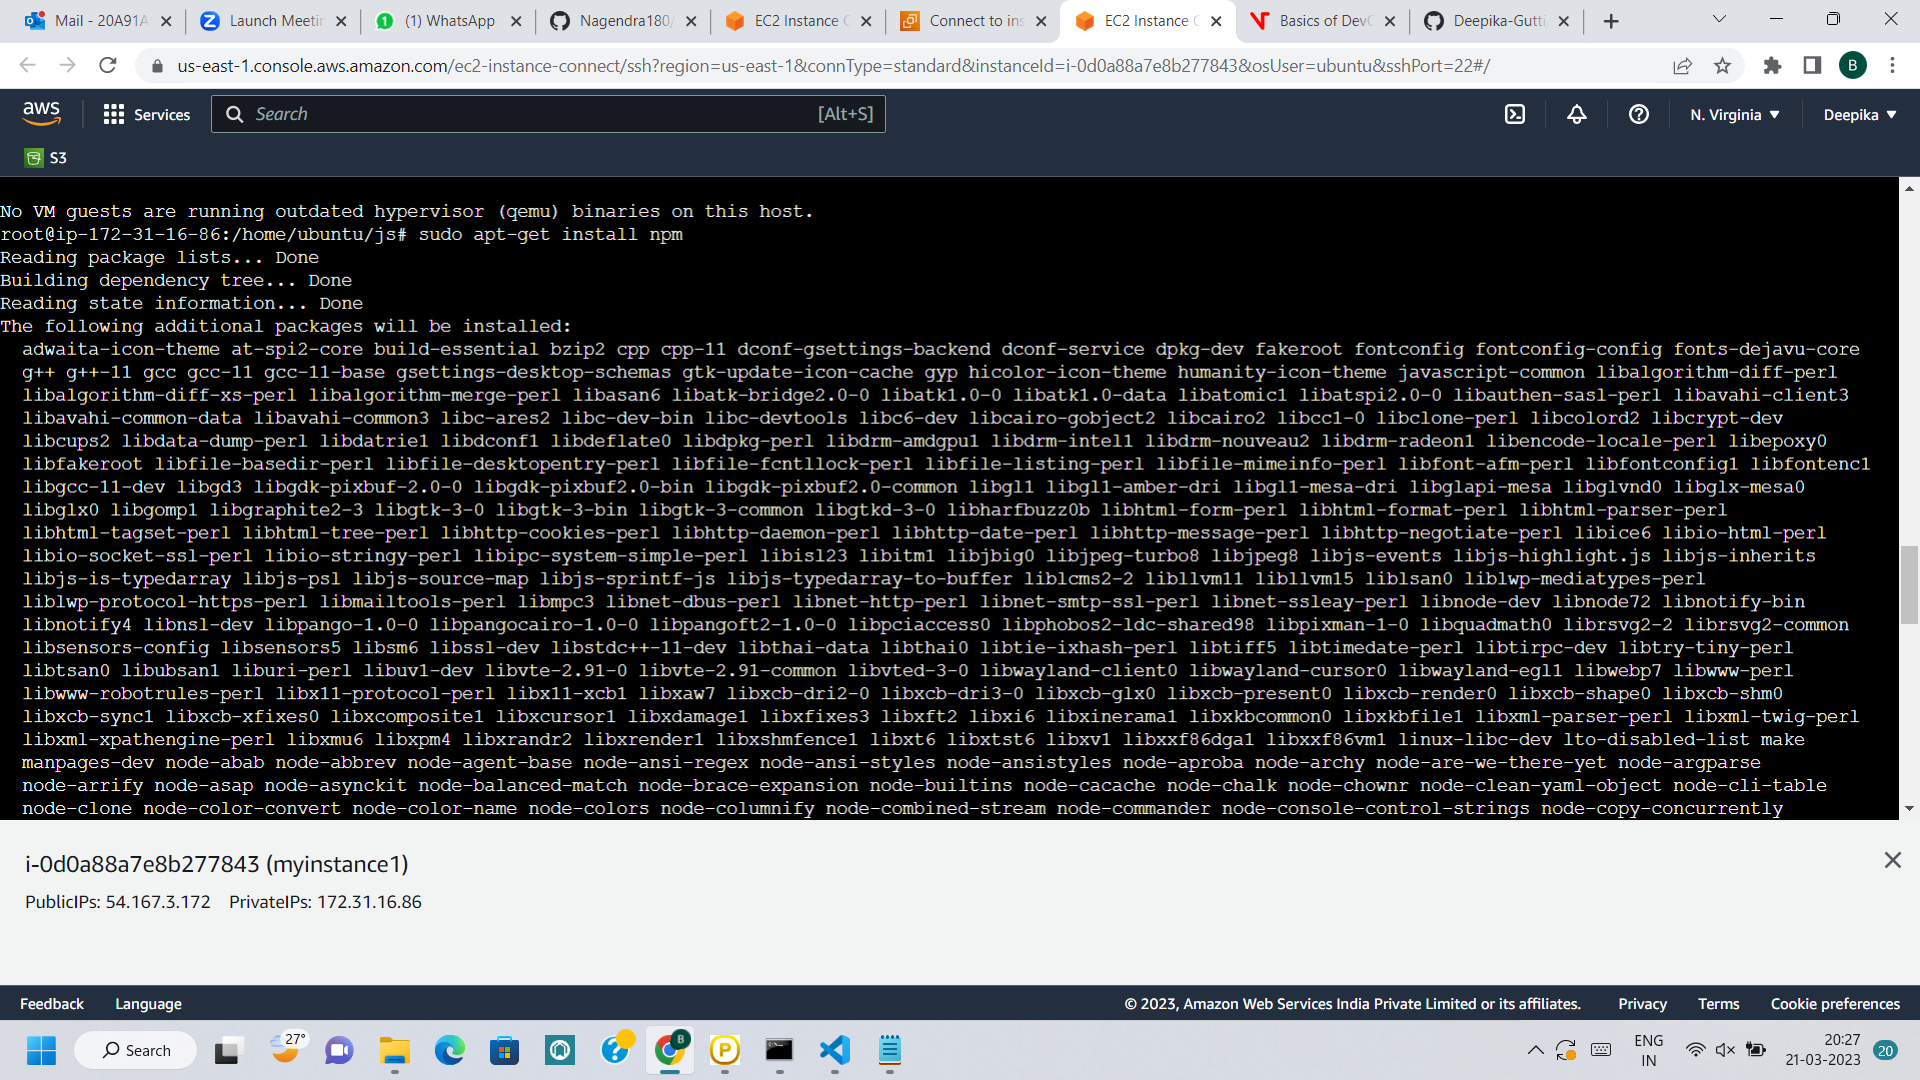 Mail - 20A91A
Launch Meetin
(1) WhatsApp
Nagendra180/
EC2 Instance C
Connect to ins
EC2 Instance C
Basics of DevO
Deepika-Gutti
us-east-1.console.aws.amazon.com/ec2-instance-connect/ssh?region=us-east-1&connType=standard&instanceId=i-0d0a88a7e8b277843&osUser=ubuntu&sshPort=22#/
B
aws
Services
Search
[Alt+S]
N. Virginia
Deepika
S3
No VM guests are running outdated hypervisor (qemu) binaries on this host.
root@ip-172-31-16-86:/home/ubuntu/js# sudo apt-get install npm
Reading package lists... Done
Building dependency tree... Done
Reading state information... Done
The following additional packages will be installed:
adwaita-icon-theme at-spi2-core build-essential bzip2 cpp cpp-11 dconf-gsettings-backend dconf-service dpkg-dev fakeroot fontconfig fontconfig-config fonts-dejavu-core
g++ g++-11 gcc gcc-11 gcc-11-base gsettings-desktop-schemas gtk-update-icon-cache gyp hicolor-icon-theme humanity-icon-theme javascript-common libalgorithm-diff-perl
libalgorithm-diff-xs-perl libalgorithm-merge-perl libasan6 libatk-bridge2.0-0 libatk1.0-0 libatk1.0-data libatomic1 libatspi2.0-0 libauthen-sasl-perl libavahi-client3
libavahi-common-data libavahi-common3 libc-ares2 libc-dev-bin libc-devtools libc6-dev libcairo-gobject2 libcairo2 libcc1-0 libclone-perl libcolord2 libcrypt-dev
libcups2 libdata-dump-perl libdatrie1 libdconf1 libdeflate0 libdpkg-perl libdrm-amdgpu1 libdrm-intel1 libdrm-nouveau2 libdrm-radeon1 libencode-locale-perl libepoxy0
libfakeroot libfile-basedir-perl libfile-desktopentry-perl libfile-fcntllock-perl libfile-listing-perl libfile-mimeinfo-perl libfont-afm-perl libfontconfig1 libfontenc1
libgcc-11-dev libgd3 libgdk-pixbuf-2.0-0 libgdk-pixbuf2.0-bin libgdk-pixbuf2.0-common libgl1 libgl1-amber-dri libgl1-mesa-dri libglapi-mesa libglvnd0 libglx-mesa0
libglx0 libgomp1 libgraphite2-3 libgtk-3-0 libgtk-3-bin libgtk-3-common libgtkd-3-0 libharfbuzz0b libhtml-form-perl libhtml-format-perl libhtml-parser-perl
libhtml-tagset-perl libhtml-tree-perl libhttp-cookies-perl libhttp-daemon-perl libhttp-date-perl libhttp-message-perl libhttp-negotiate-perl libice6 libio-html-perl
libio-socket-ssl-perl libio-stringy-perl libipc-system-simple-perl libisl23 libitm1 libjbig0 libjpeg-turbo8 libjpeg8 libjs-events libjs-highlight.js libjs-inherits
libjs-is-typedarray libjs-psl libjs-source-map libjs-sprintf-js libjs-typedarray-to-buffer liblcms2-2 libllvm11 libllvm15 liblsan0 liblwp-mediatypes-perl
liblwp-protocol-https-perl libmailtools-perl libmpc3 libnet-dbus-perl libnet-http-perl libnet-smtp-ssl-perl libnet-ssleay-perl libnode-dev libnode72 libnotify-bin
libnotify4 libnsl-dev libpango-1.0-0 libpangocairo-1.0-0 libpangoft2-1.0-0 libpciaccess0 libphobos2-ldc-shared98 libpixman-1-0 libquadmath0 librsvg2-2 librsvg2-common
libsensors-config libsensors5 libsm6 libssl-dev libstdc++-11-dev libthai-data libthai0 libtie-ixhash-perl libtiff5 libtimedate-perl libtirpc-dev libtry-tiny-perl
libtsan0 libubsan1 liburi-perl libuv1-dev libvte-2.91-0 libvte-2.91-common libvted-3-0 libwayland-client0 libwayland-cursor0 libwayland-egl1 libwebp7 libwww-perl
libwww-robotrules-perl libx11-protocol-perl libx11-xcb1 libxaw7 libxcb-dri2-0 libxcb-dri3-0 libxcb-glx0 libxcb-present0 libxcb-render0 libxcb-shape0 libxcb-shm0
libxcb-sync1 libxcb-xfixes0 libxcomposite1 libxcursor1 libxdamage1 libxfixes3 libxft2 libxi6 libxinerama1 libxkbcommon0 libxkbfile1 libxml-parser-perl libxml-twig-perl
libxml-xpathengine-perl libxmu6 libxpm4 libxrandr2 libxrender1 libxshmfence1 libxt6 libxtst6 libxv1 libxxf86dga1 libxxf86vm1 linux-libc-dev lto-disabled-list make
manpages-dev node-abab node-abbrev node-agent-base node-ansi-regex node-ansi-styles node-ansistyles node-aproba node-archy node-are-we-there-yet node-argparse
node-arrify node-asap node-asynckit node-balanced-match node-brace-expansion node-builtins node-cacache node-chalk node-chownr node-clean-yaml-object node-cli-table
node-clone node-color-convert node-color-name node-colors node-columnify node-combined-stream node-commander node-console-control-strings node-copy-concurrently
i-0d0a88a7e8b277843 (myinstance1)
PublicIPs: 54.167.3.172 PrivateIPs: 172.31.16.86
Feedback
Language
© 2023, Amazon Web Services India Private Limited or its affiliates.
Privacy
Terms
Cookie preferences
Search
27°
B
ENG
IN
20:27
21-03-2023
20